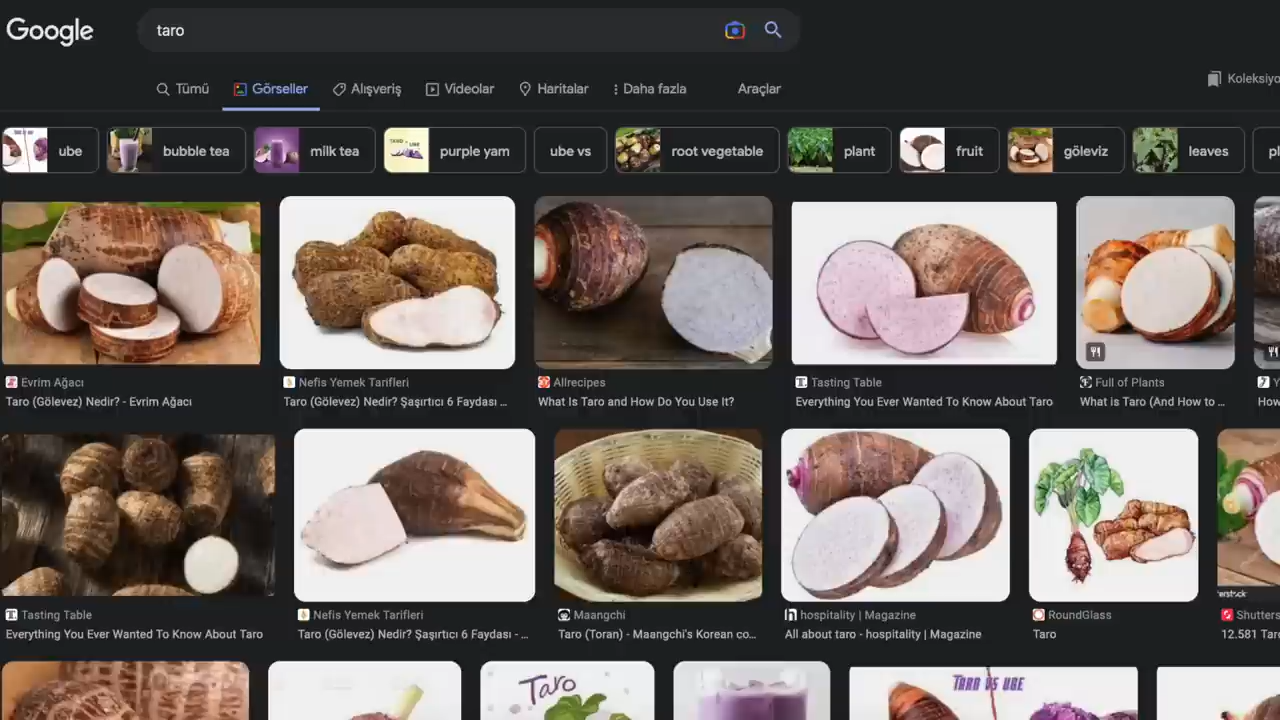 Google
taro
Tümü
Görseller
Alışveriş
Videolar
Haritalar
Daha fazla
Araçlar
ube
bubble tea
milk tea
purple yam
ube vs
root vegetable
plant
fruit
göleviz
leaves
Evrim Ağacı
Taro (Gölevez) Nedir? - Evrim Ağacı
Nefis Yemek Tarifleri
Taro (Gölevez) Nedir? Şaşırtıcı 6 Faydası ...
Allrecipes
What Is Taro and How Do You Use It?
Tasting Table
Everything You Ever Wanted To Know About Taro
Full of Plants
What is Taro (And How to ...
How
Tasting Table
Everything You Ever Wanted To Know About Taro
Nefis Yemek Tarifleri
Taro (Gölevez) Nedir? Şaşırtıcı 6 Faydası - ...
Maangchi
Taro (Toran) - Maangchi's Korean co...
hospitality | Magazine
All about taro - hospitality | Magazine
RoundGlass
Taro
Taro
TARO VS UBE